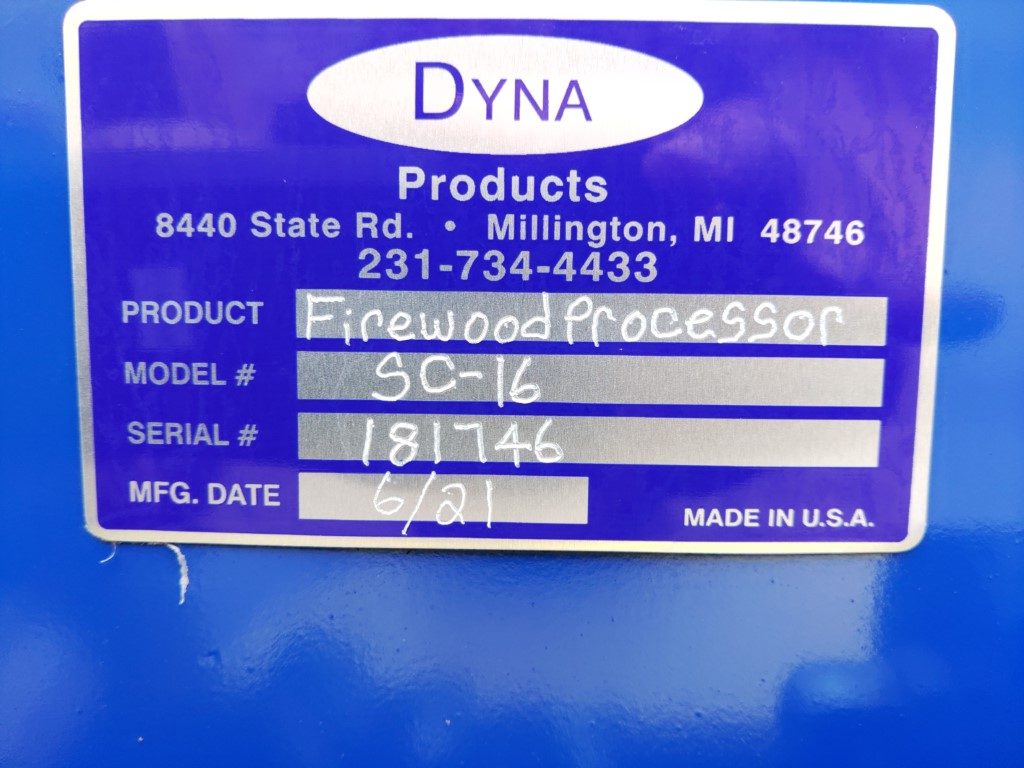 DYNA
Products
8440 State Rd. • Millington, MI 48746
231-734-4433
PRODUCT Firewood Processor
MODEL # SC-16
SERIAL # 181746
MFG. DATE 6/21
MADE IN U.S.A.